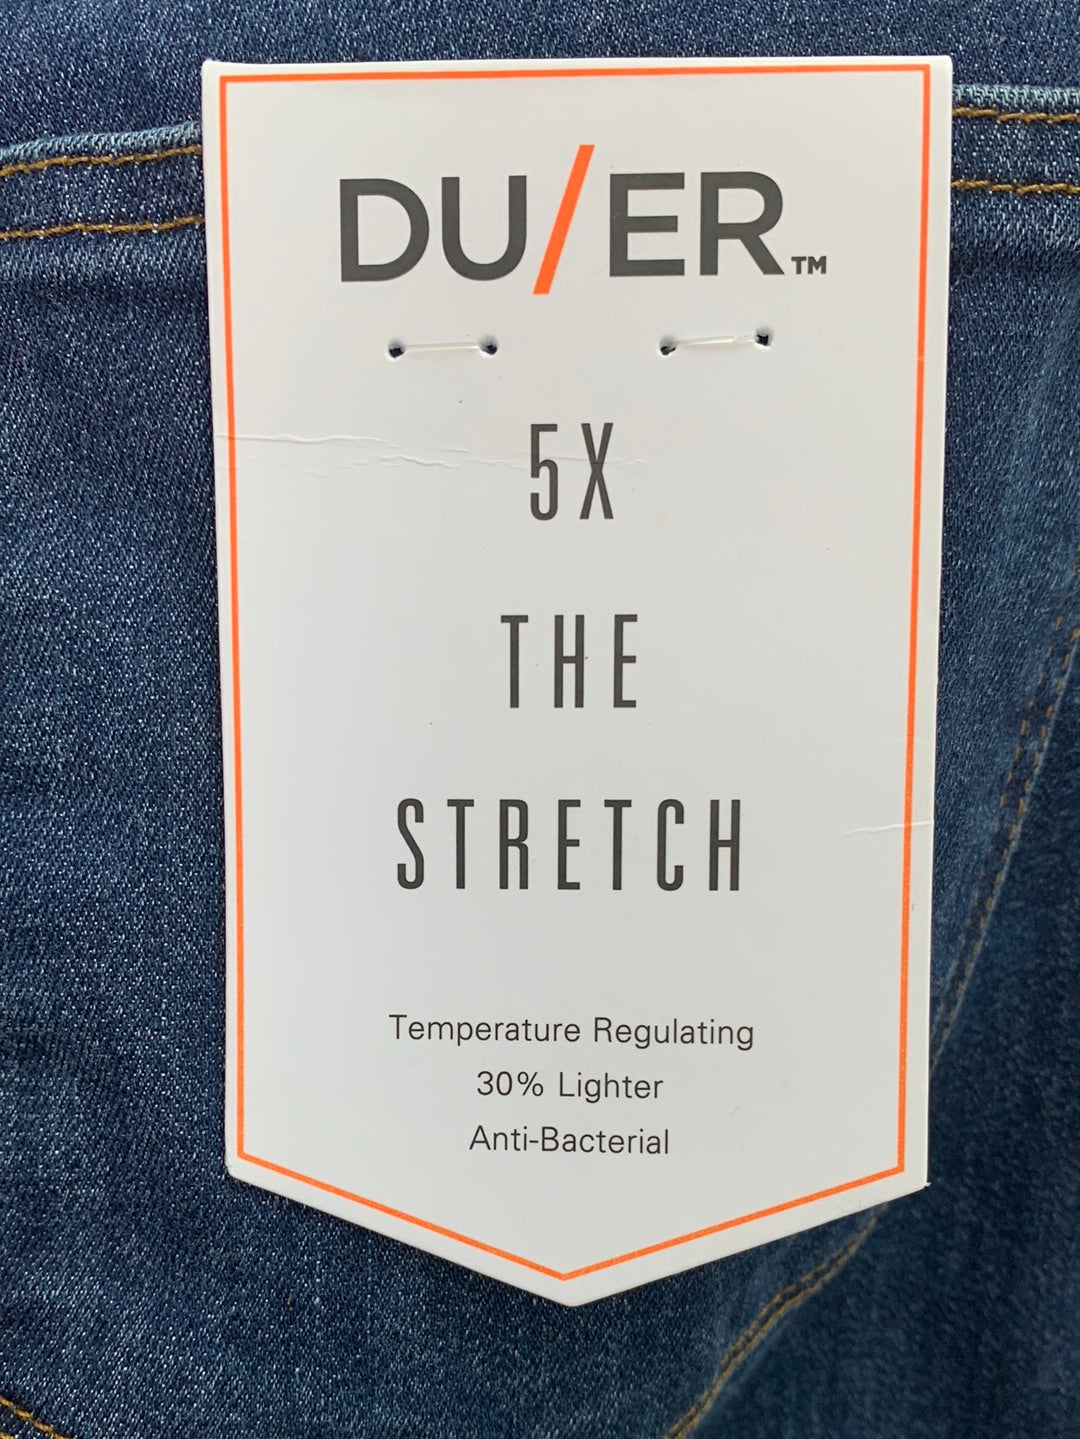 DU/ER™
5X
THE
STRETCH
Temperature Regulating
30% Lighter
Anti-Bacterial